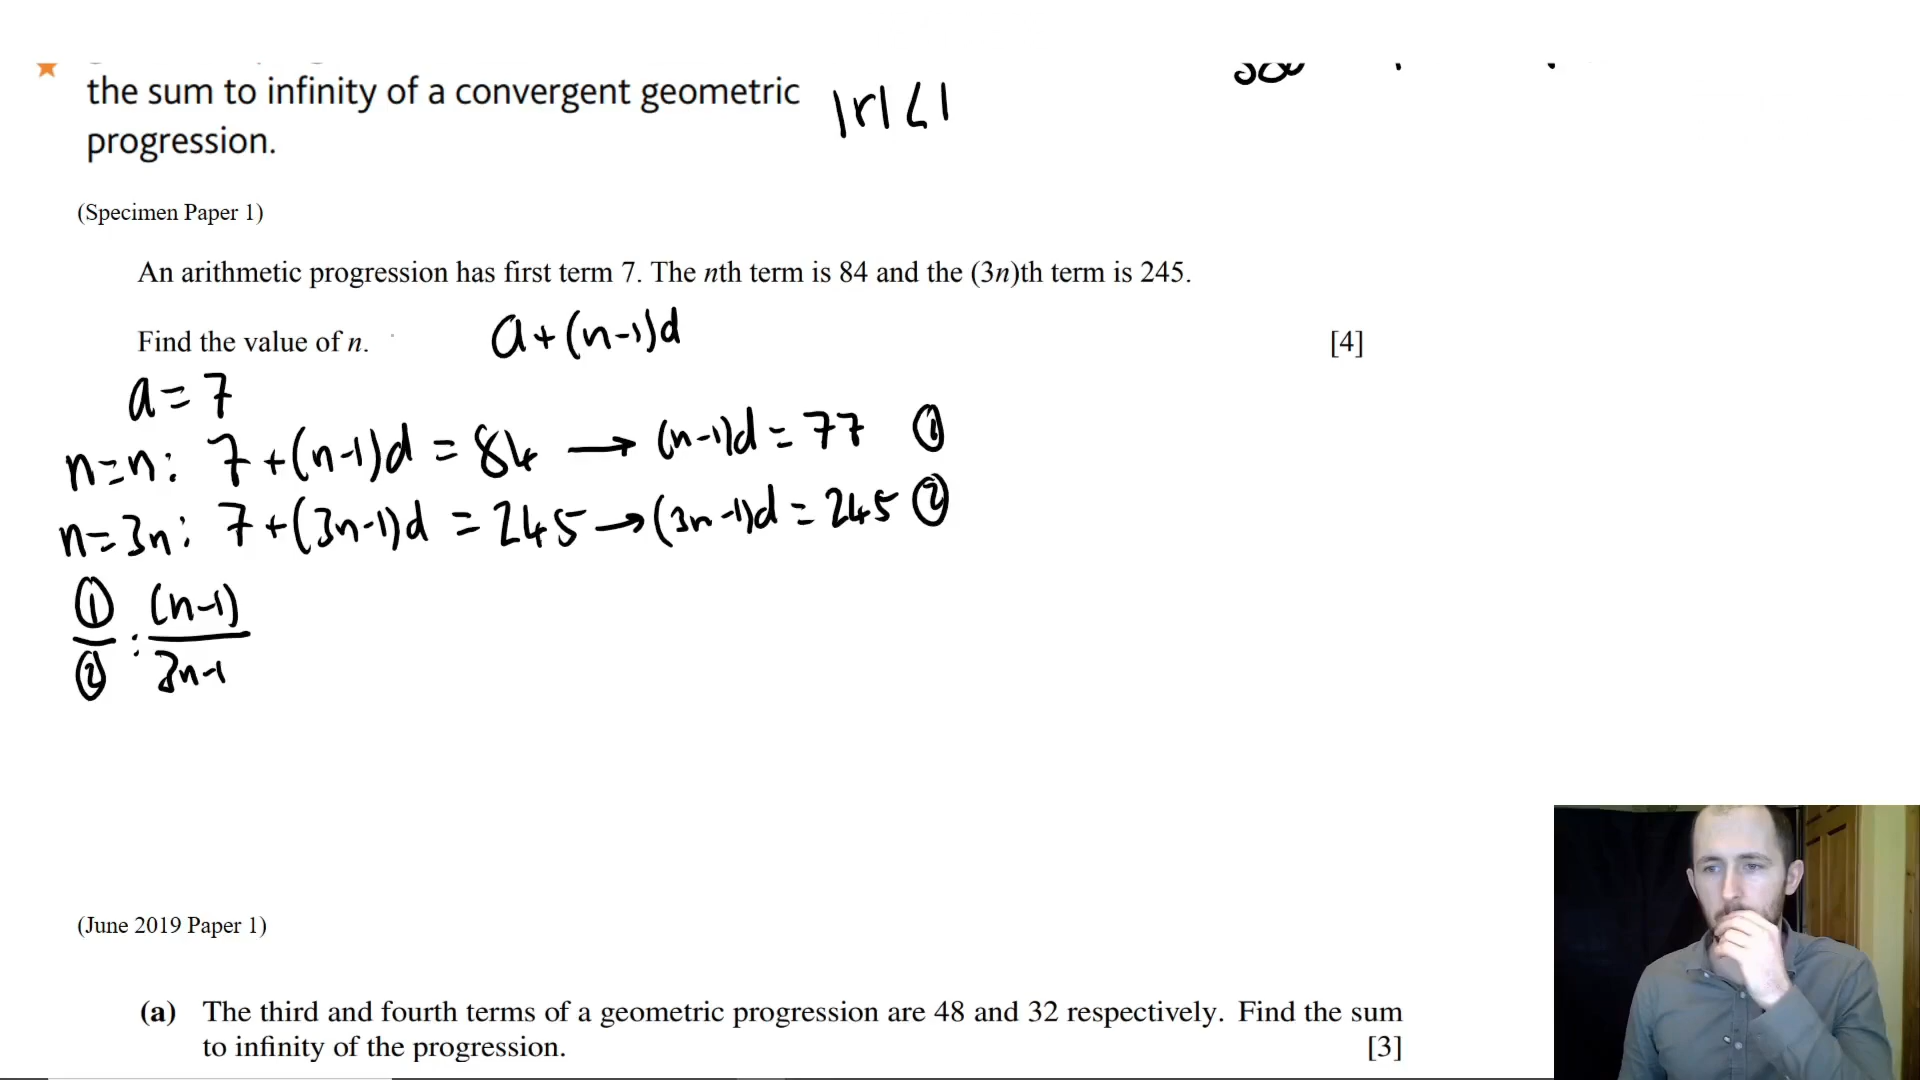 the sum to infinity of a convergent geometric
progression.
|r| < 1
(Specimen Paper 1)
An arithmetic progression has first term 7. The nth term is 84 and the (3n)th term is 245.
Find the value of n.
a + (n-1)d
[4]
a = 7
n=n: 7 + (n-1)d = 84 → (n-1)d = 77 ①
n=3n: 7 + (3n-1)d = 245 → (3n-1)d = 245 ②
①/② : (n-1)/3n-1
(June 2019 Paper 1)
(a) The third and fourth terms of a geometric progression are 48 and 32 respectively. Find the sum
to infinity of the progression. [3]